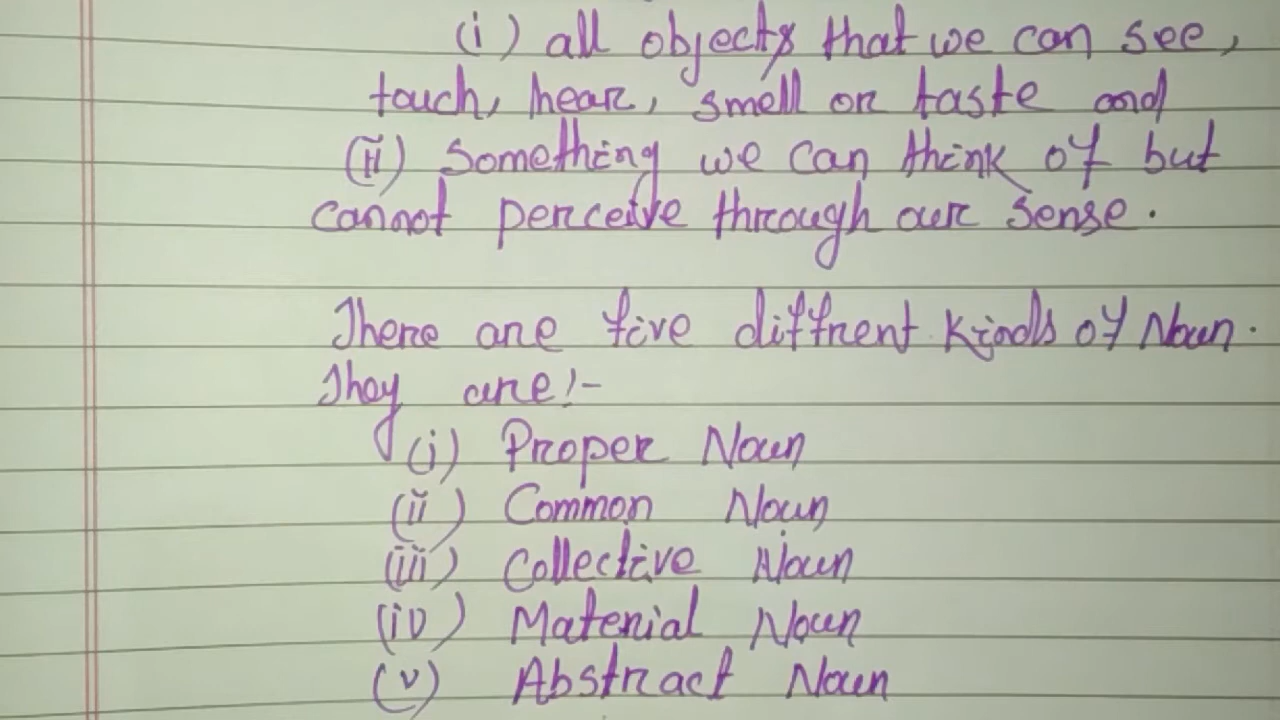 (i) all objects that we can see,
touch, hear, smell or taste and
(ii) Something we can think of but
cannot perceive through our sense.
There are five diffrent Kinds of Noun.
They are:-
(i) Proper Noun
(ii) Common Noun
(iii) Collective Noun
(iv) Material Noun
(v) Abstract Noun